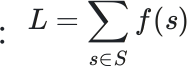 : L = \sum_{s \in S} f(s)